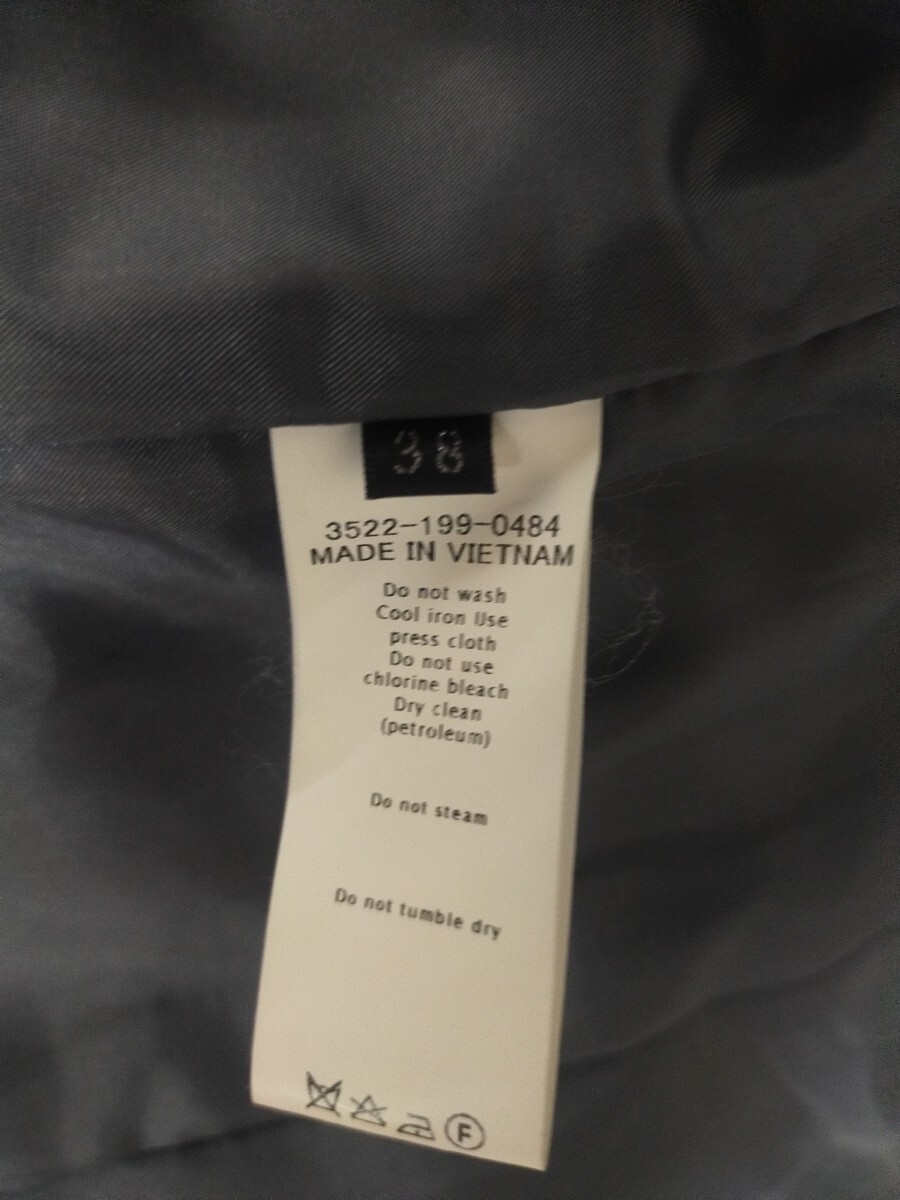 38
3522-199-0484
MADE IN VIETNAM
Do not wash
Cool iron Use
press cloth
Do not use
chlorine bleach
Dry clean
(petroleum)
Do not steam
Do not tumble dry
F